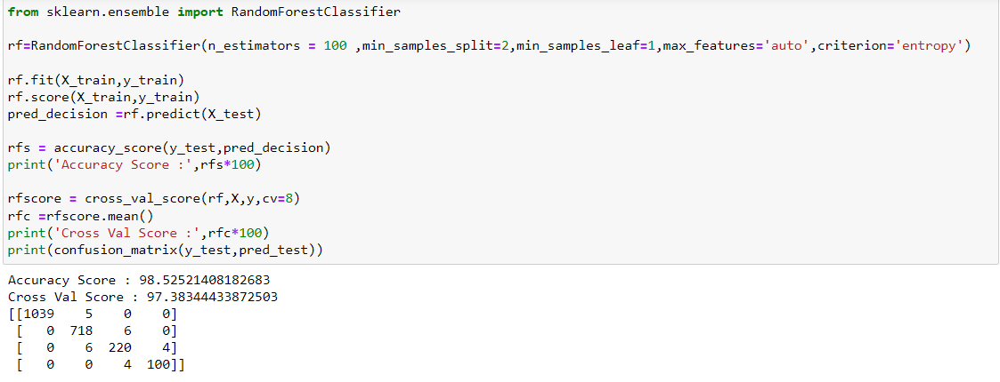 from sklearn.ensemble import RandomForestClassifier
rf=RandomForestClassifier(n_estimators = 100 ,min_samples_split=2,min_samples_leaf=1,max_features='auto',criterion='entropy')
rf.fit(X_train,y_train)
rf.score(X_train,y_train)
pred_decision =rf.predict(X_test)
rfs = accuracy_score(y_test,pred_decision)
print('Accuracy Score :',rfs*100)
rfscore = cross_val_score(rf,X,y,cv=8)
rfc =rfscore.mean()
print('Cross Val Score :',rfc*100)
print(confusion_matrix(y_test,pred_test))
Accuracy Score : 98.52521408182683
Cross Val Score : 97.38344433872503
[[1039    5    0    0]
 [   0  718    6    0]
 [   0    6  220    4]
 [   0    0    4  100]]